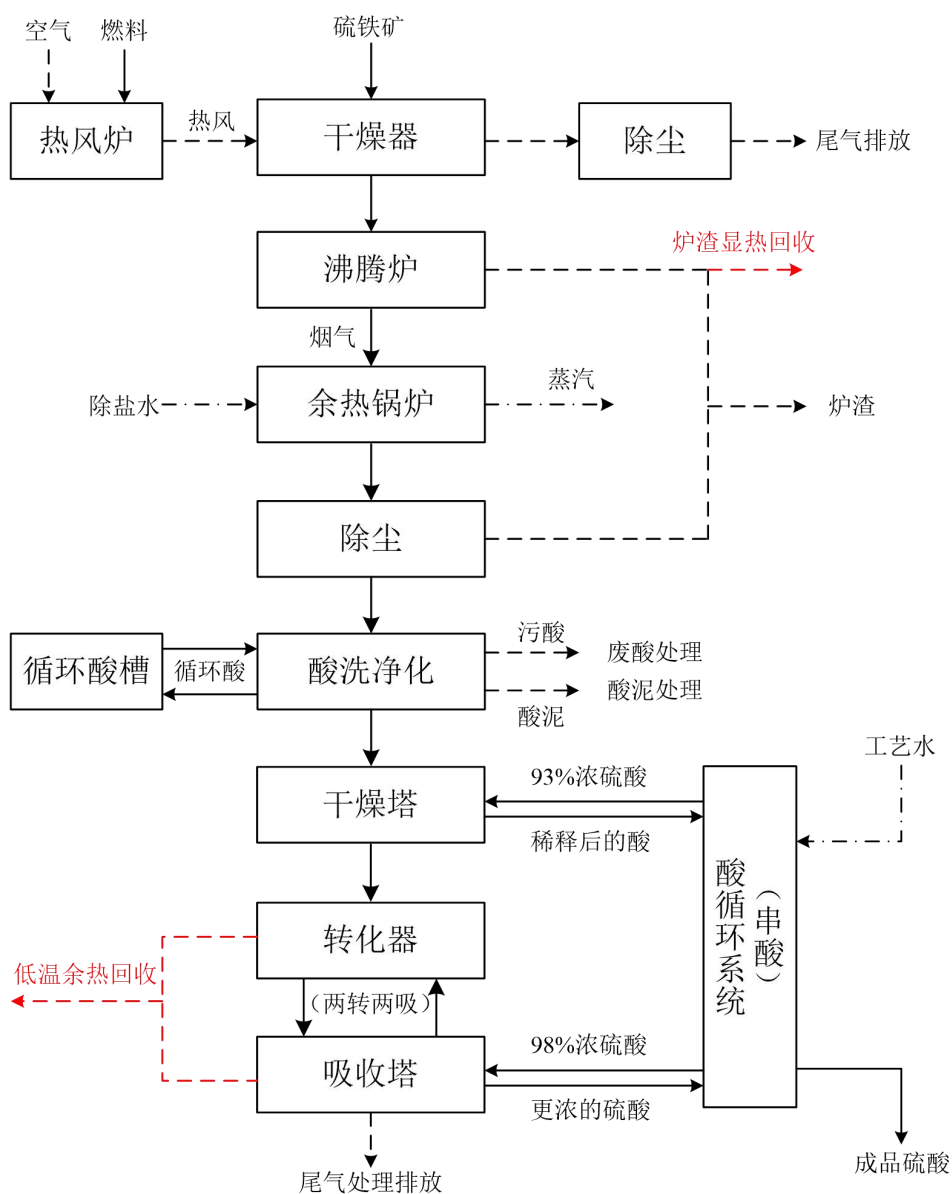 空气
燃料
硫铁矿
热风炉
热风
干燥器
除尘
尾气排放
沸腾炉
炉渣显热回收
烟气
除盐水
余热锅炉
蒸汽
炉渣
除尘
循环酸槽
循环酸
酸洗净化
污酸
废酸处理
酸泥
酸泥处理
工艺水
干燥塔
93%浓硫酸
稀释后的酸
酸循环系统
（串酸）
转化器
低温余热回收
（两转两吸）
吸收塔
98%浓硫酸
更浓的硫酸
成品硫酸
尾气处理排放